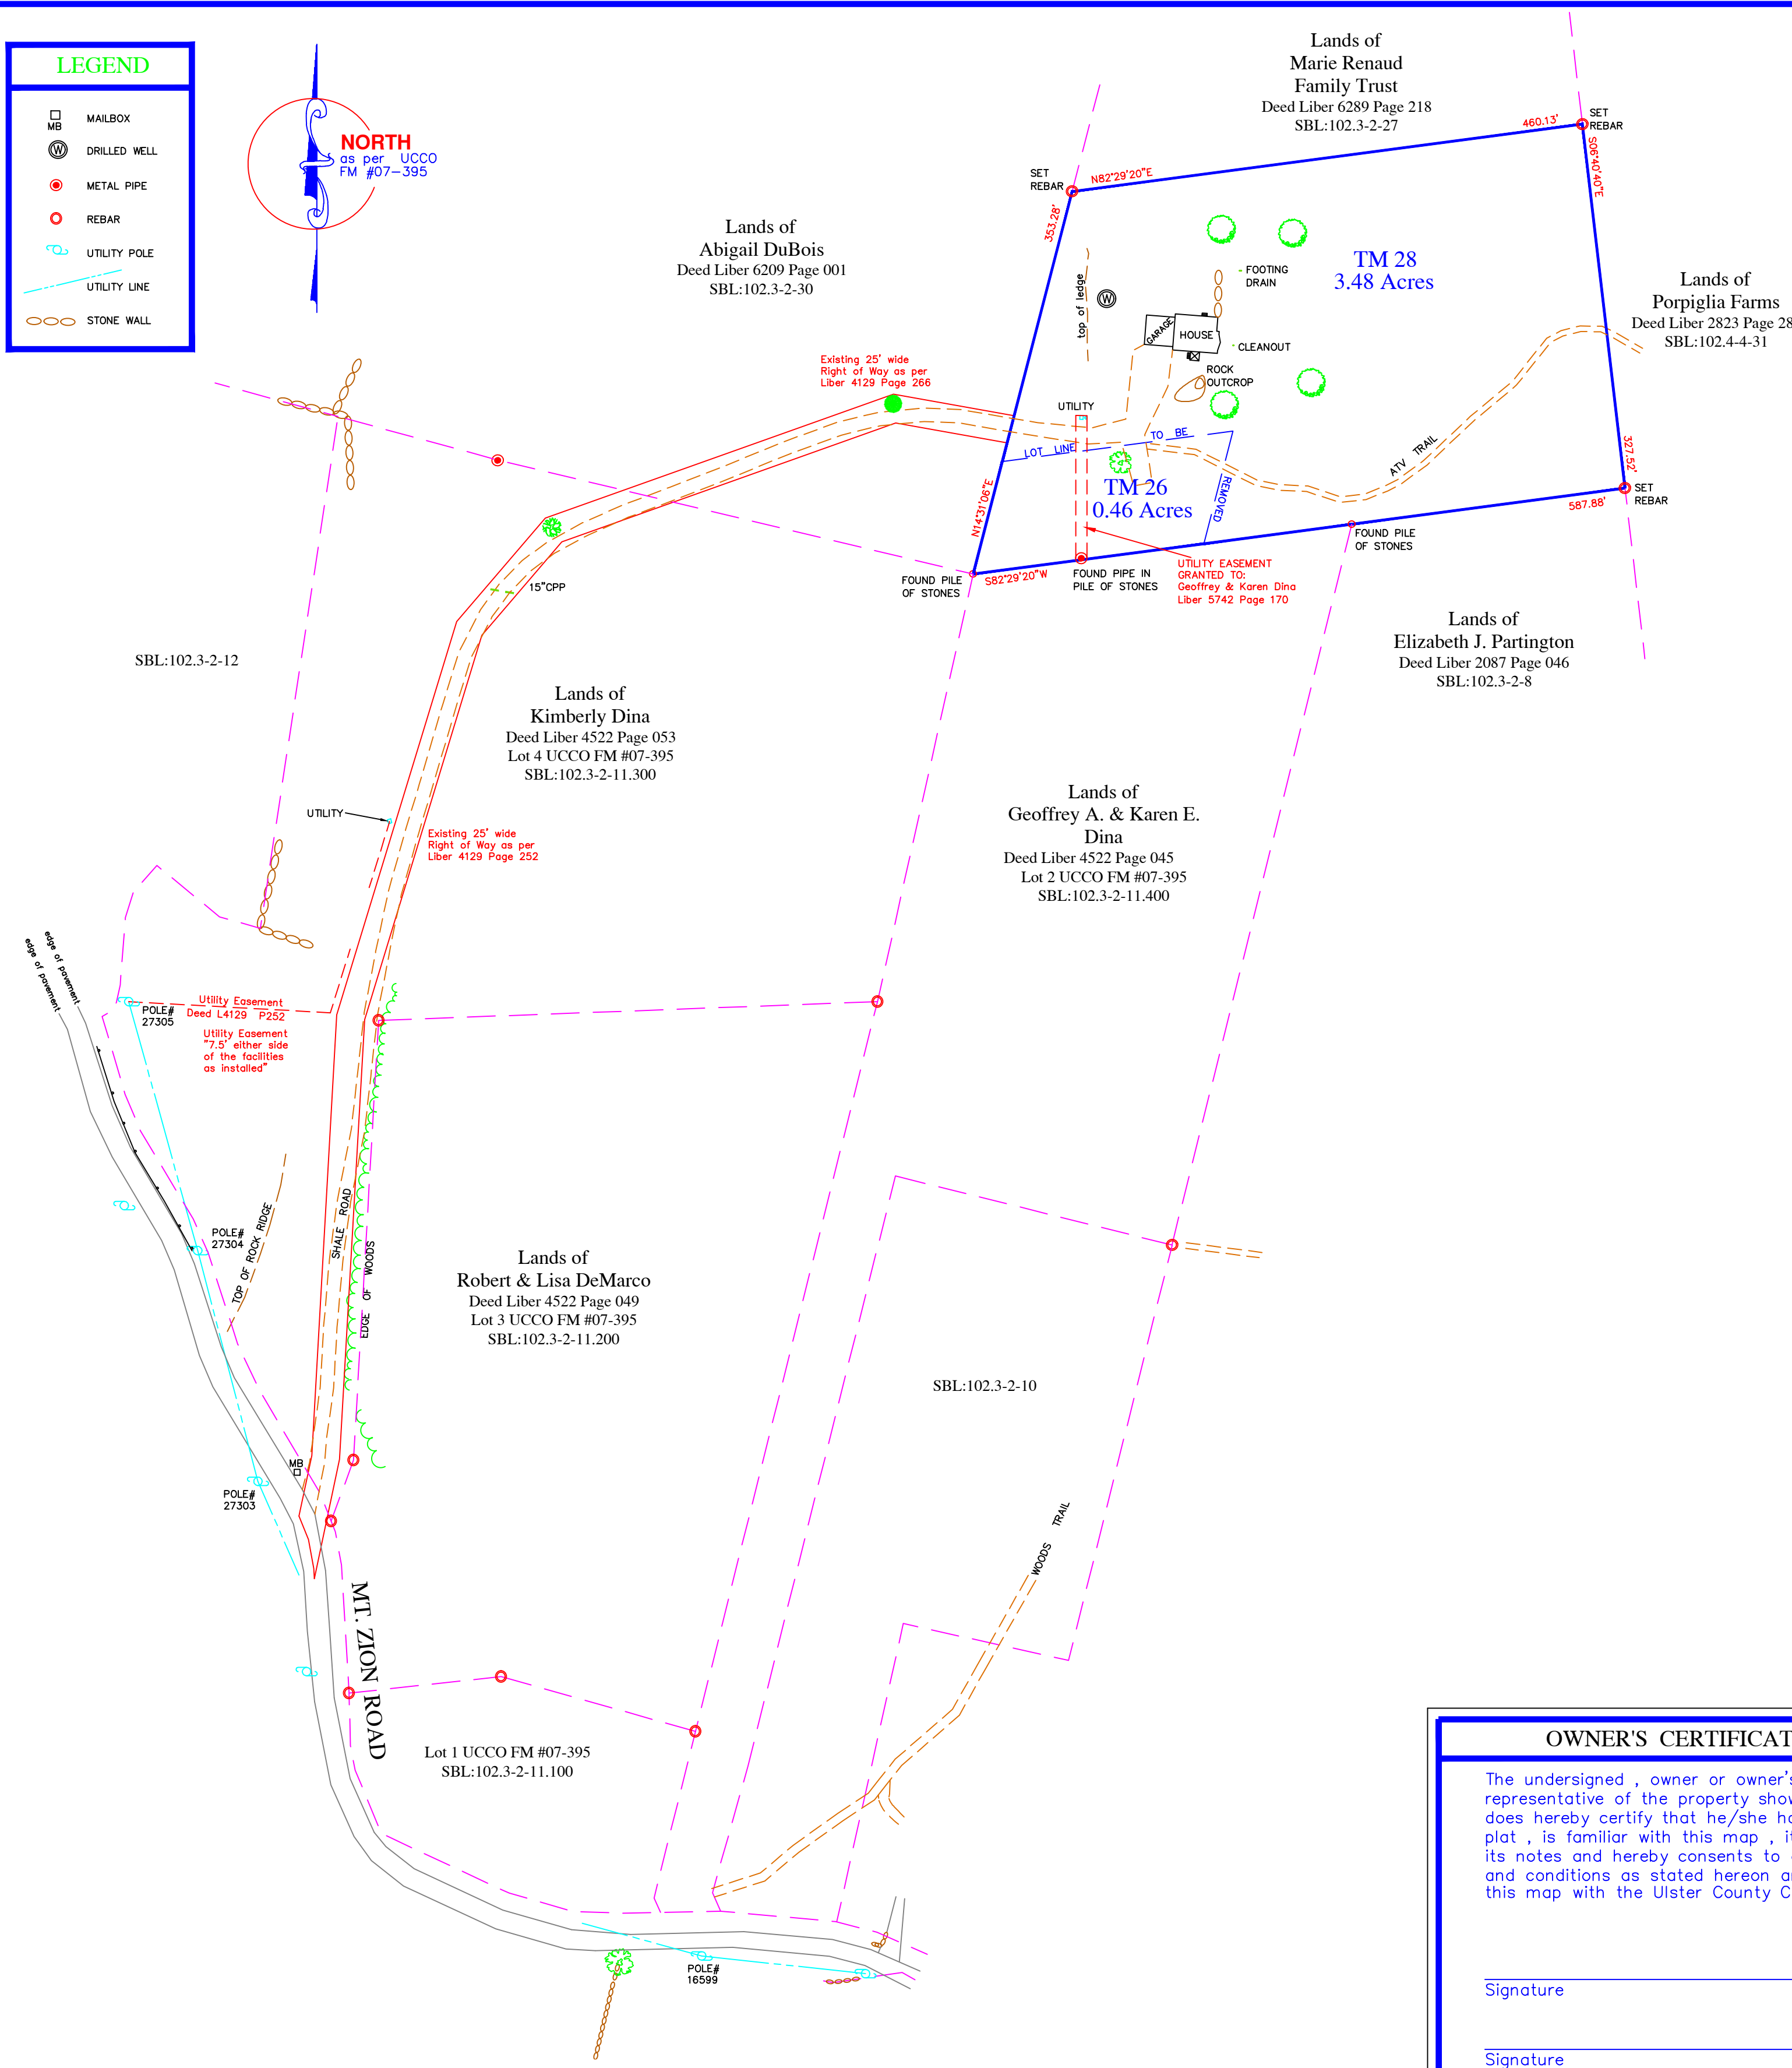 LEGEND
MB
MAILBOX
W
DRILLED WELL
METAL PIPE
REBAR
UTILITY POLE
UTILITY LINE
STONE WALL
NORTH
as per UCCO
FM #07-395
Lands of
Marie Renaud
Family Trust
Deed Liber 6289 Page 218
SBL:102.3-2-27
460.13'
SET
REBAR
S06°40'40"E
SET
REBAR
N82°29'20"E
353.28'
Lands of
Abigail DuBois
Deed Liber 6209 Page 001
SBL:102.3-2-30
TM 28
3.48 Acres
FOOTING
DRAIN
top of ledge
W
GARAGE
HOUSE
CLEANOUT
ROCK
OUTCROP
Lands of
Porpiglia Farms
Deed Liber 2823 Page 28
SBL:102.4-4-31
Existing 25' wide
Right of Way as per
Liber 4129 Page 266
UTILITY
LOT LINE TO BE
REMOVED
ATV TRAIL
327.52'
SET
REBAR
587.88'
TM 26
0.46 Acres
N14°31'06"E
FOUND PILE
OF STONES
FOUND PILE
OF STONES
S82°29'20"W
FOUND PIPE IN
PILE OF STONES
UTILITY EASEMENT
GRANTED TO:
Geoffrey & Karen Dina
Liber 5742 Page 170
15"CPP
Lands of
Elizabeth J. Partington
Deed Liber 2087 Page 046
SBL:102.3-2-8
SBL:102.3-2-12
Lands of
Kimberly Dina
Deed Liber 4522 Page 053
Lot 4 UCCO FM #07-395
SBL:102.3-2-11.300
UTILITY
Existing 25' wide
Right of Way as per
Liber 4129 Page 252
Lands of
Geoffrey A. & Karen E.
Dina
Deed Liber 4522 Page 045
Lot 2 UCCO FM #07-395
SBL:102.3-2-11.400
edge of pavement
edge of pavement
POLE#
27305
Utility Easement
Deed L4129 P252
Utility Easement
"7.5' either side
of the facilities
as installed"
POLE#
27304
TOP OF ROCK RIDGE
SHALE ROAD
EDGE OF WOODS
Lands of
Robert & Lisa DeMarco
Deed Liber 4522 Page 049
Lot 3 UCCO FM #07-395
SBL:102.3-2-11.200
SBL:102.3-2-10
MB
POLE#
27303
WOODS TRAIL
MT. ZION ROAD
Lot 1 UCCO FM #07-395
SBL:102.3-2-11.100
POLE#
16599
OWNER'S CERTIFICAT
The undersigned , owner or owner's
representative of the property show
does hereby certify that he/she ha
plat , is familiar with this map , it
its notes and hereby consents to
and conditions as stated hereon a
this map with the Ulster County C
Signature
Signature